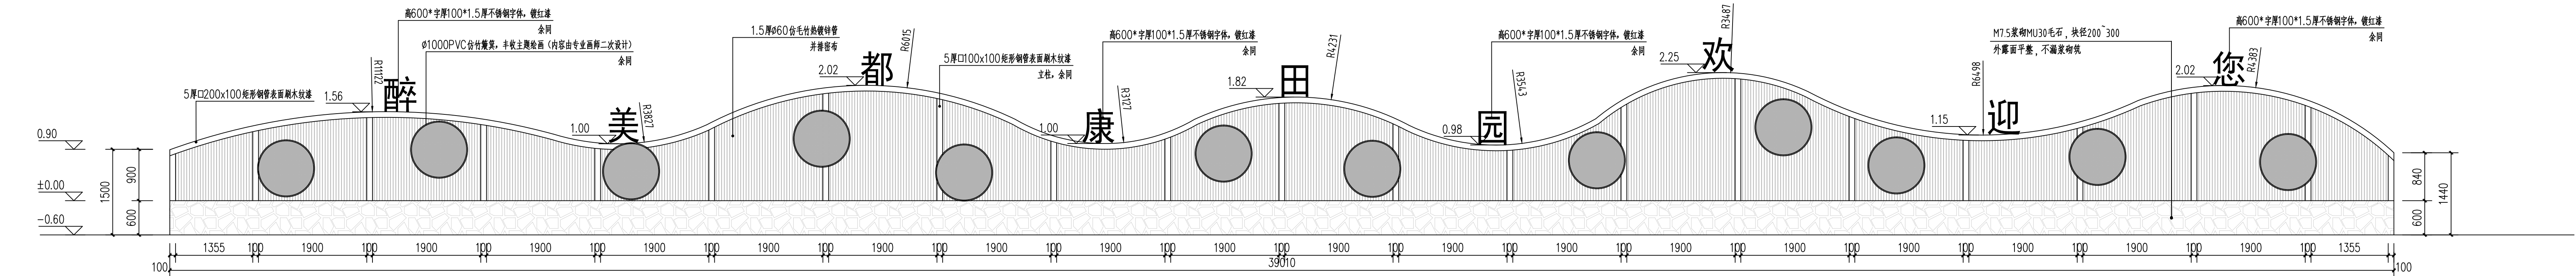 高600*字厚100*1.5厚不锈钢字体，镀红漆
余同
Ø1000PVC仿竹簸箕，丰收主题绘画（内容由专业画师二次设计）
余同
5厚口200x100矩形钢管表面刷木纹漆
1.56
R11122
醉
1.00
美
R3827
1.5厚Ø60仿毛竹热镀锌管
并排密布
2.02
都
R6015
5厚口100x100矩形钢管表面刷木纹漆
立柱，余同
1.00
康
R3127
高600*字厚100*1.5厚不锈钢字体，镀红漆
余同
1.82
田
R4231
0.98
园
R3543
高600*字厚100*1.5厚不锈钢字体，镀红漆
余同
2.25
欢
R3487
1.15
迎
R6498
M7.5浆砌MU30毛石，块径200~300
外露面平整，不漏浆砌筑
2.02
您
R4383
高600*字厚100*1.5厚不锈钢字体，镀红漆
余同
0.90
±0.00
-0.60
1500
900
600
840
600
1440
1355 100 1900 100 1900 100 1900 100 1900 100 1900 100 1900 100 1900 100 1900 100 1900 100 1900 100 1900 100 1900 100 1900 100 1900 100 1900 100 1900 100 1900 100 1900 100 1355
100 39010 100